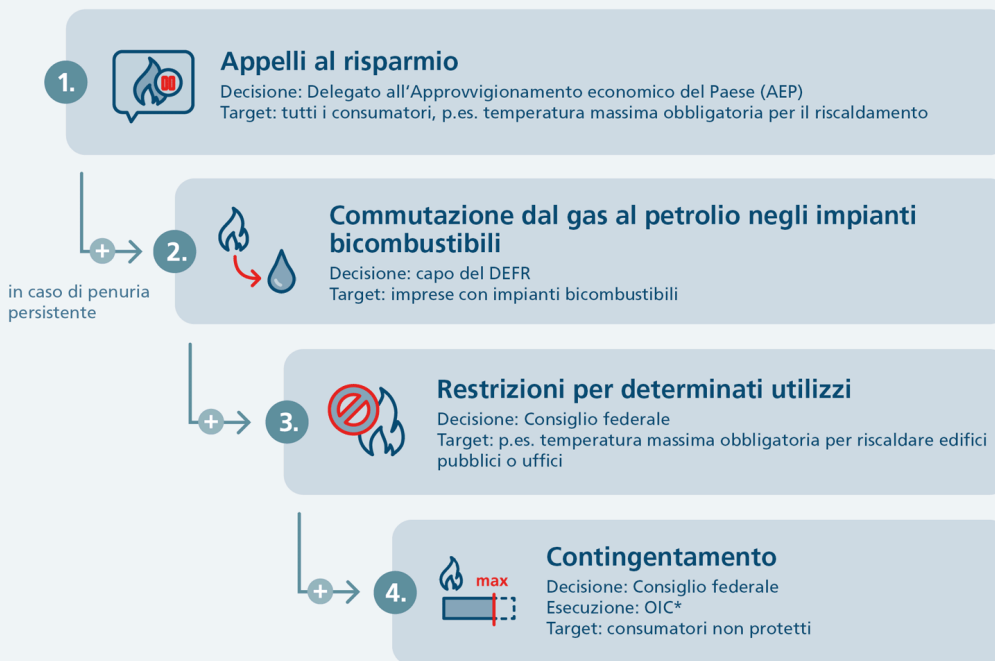 1.
Appelli al risparmio
Decisione: Delegato all'Approvvigionamento economico del Paese (AEP)
Target: tutti i consumatori, p.es. temperatura massima obbligatoria per il riscaldamento
in caso di penuria
persistente
2.
Commutazione dal gas al petrolio negli impianti
bicombustibili
Decisione: capo del DEFR
Target: imprese con impianti bicombustibili
3.
Restrizioni per determinati utilizzi
Decisione: Consiglio federale
Target: p.es. temperatura massima obbligatoria per riscaldare edifici
pubblici o uffici
4.
max
Contingentamento
Decisione: Consiglio federale
Esecuzione: OIC*
Target: consumatori non protetti